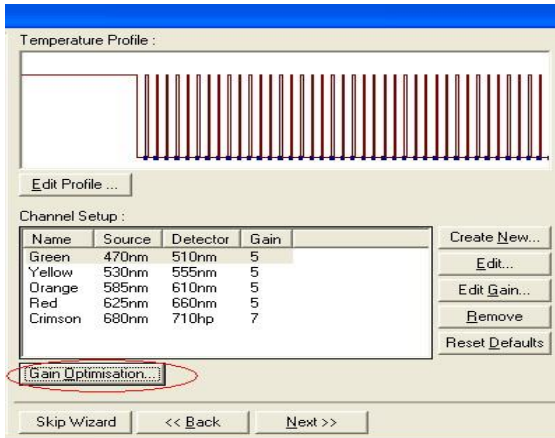 Temperature Profile :
Edit Profile ...
Channel Setup :
Name Source Detector Gain
Green 470nm 510nm 5
Yellow 530nm 555nm 5
Orange 585nm 610nm 5
Red 625nm 660nm 5
Crimson 680nm 710hp 7
Create New...
Edit...
Edit Gain...
Remove
Reset Defaults
Gain Optimisation...
Skip Wizard << Back Next >>